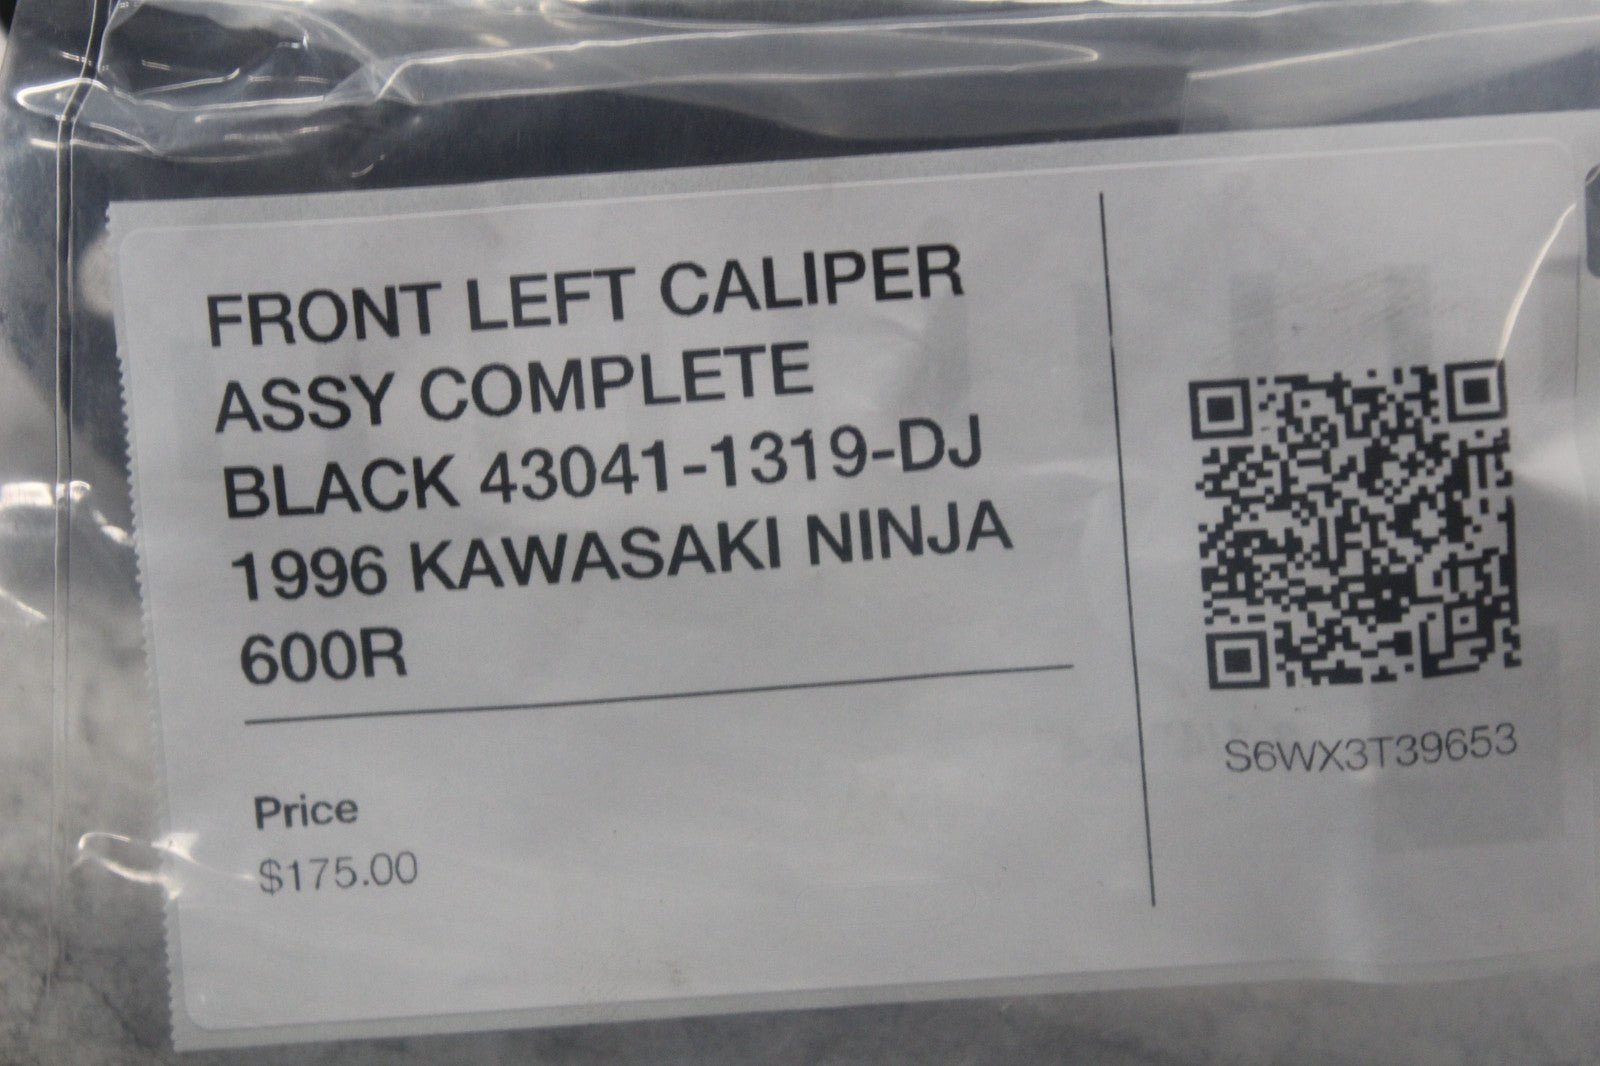 FRONT LEFT CALIPER
ASSY COMPLETE
BLACK 43041-1319-DJ
1996 KAWASAKI NINJA
600R
Price
$175.00
S6WX3T39653